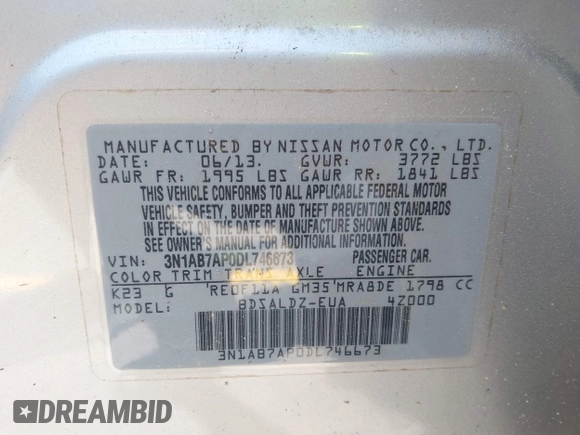 MANUFACTURED BY NISSAN MOTOR CO., LTD.
DATE: 06/13. GVWR: 3772 LBS
GAWR FR: 1995 LBS GAWR RR: 1841 LBS
THIS VEHICLE CONFORMS TO ALL APPLICABLE FEDERAL MOTOR
VEHICLE SAFETY, BUMPER AND THEFT PREVENTION STANDARDS
IN EFFECT ON THE DATE OF MANUFACTURE SHOWN ABOVE.
SEE OWNER'S MANUAL FOR ADDITIONAL INFORMATION.
VIN: 3N1AB7AP0DL746673 PASSENGER CAR.
COLOR TRIM TRANS AXLE ENGINE
K23 G 'RE0F11A GM35'MRA8DE 1798 CC
MODEL: BDSALDZ-EUA 4Z000
3N1AB7AP0DL746673
DREAMBID